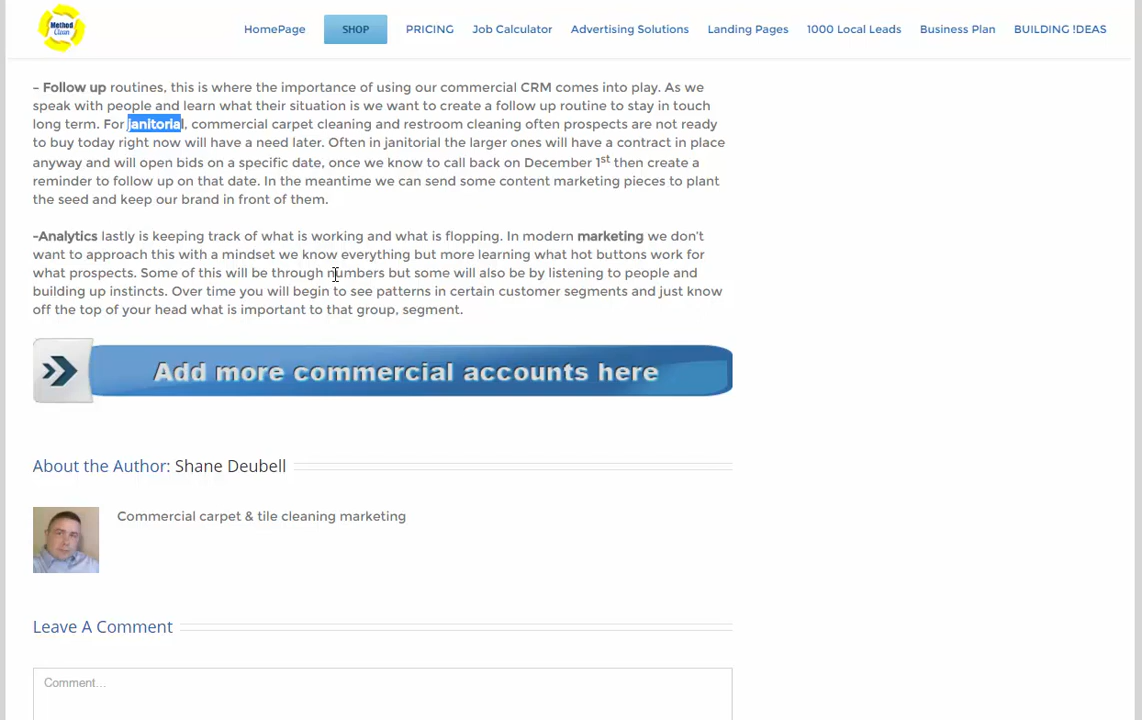 Method
Clean
HomePage
SHOP
PRICING
Job Calculator
Advertising Solutions
Landing Pages
1000 Local Leads
Business Plan
BUILDING !DEAS
– Follow up routines, this is where the importance of using our commercial CRM comes into play. As we
speak with people and learn what their situation is we want to create a follow up routine to stay in touch
long term. For janitorial, commercial carpet cleaning and restroom cleaning often prospects are not ready
to buy today right now will have a need later. Often in janitorial the larger ones will have a contract in place
anyway and will open bids on a specific date, once we know to call back on December 1st then create a
reminder to follow up on that date. In the meantime we can send some content marketing pieces to plant
the seed and keep our brand in front of them.
–Analytics lastly is keeping track of what is working and what is flopping. In modern marketing we don't
want to approach this with a mindset we know everything but more learning what hot buttons work for
what prospects. Some of this will be through numbers but some will also be by listening to people and
building up instincts. Over time you will begin to see patterns in certain customer segments and just know
off the top of your head what is important to that group, segment.
Add more commercial accounts here
About the Author: Shane Deubell
Commercial carpet & tile cleaning marketing
Leave A Comment
Comment...